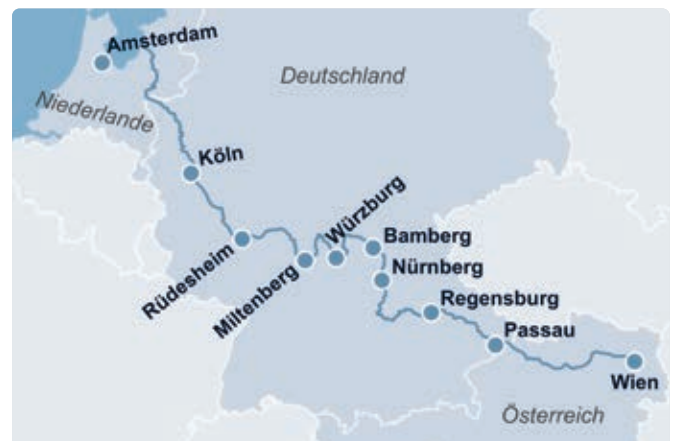 Amsterdam
Deutschland
Niederlande
Köln
Würzburg
Bamberg
Rüdesheim
Miltenberg
Nürnberg
Regensburg
Passau
Wien
Österreich